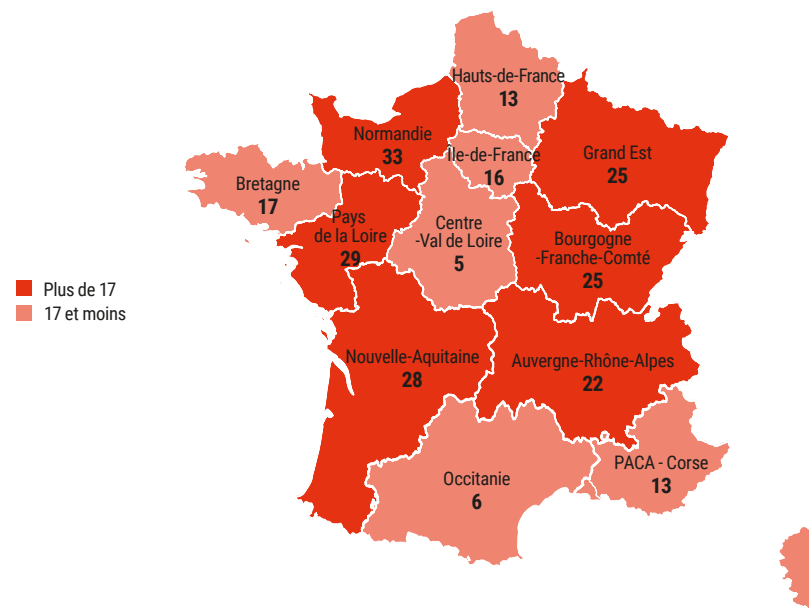 Hauts-de-France
13
Normandie
33
Île-de-France
16
Grand Est
25
Bretagne
17
Pays
de la Loire
29
Centre
-Val de Loire
5
Bourgogne
-Franche-Comté
25
Plus de 17
17 et moins
Nouvelle-Aquitaine
28
Auvergne-Rhône-Alpes
22
Occitanie
6
PACA - Corse
13